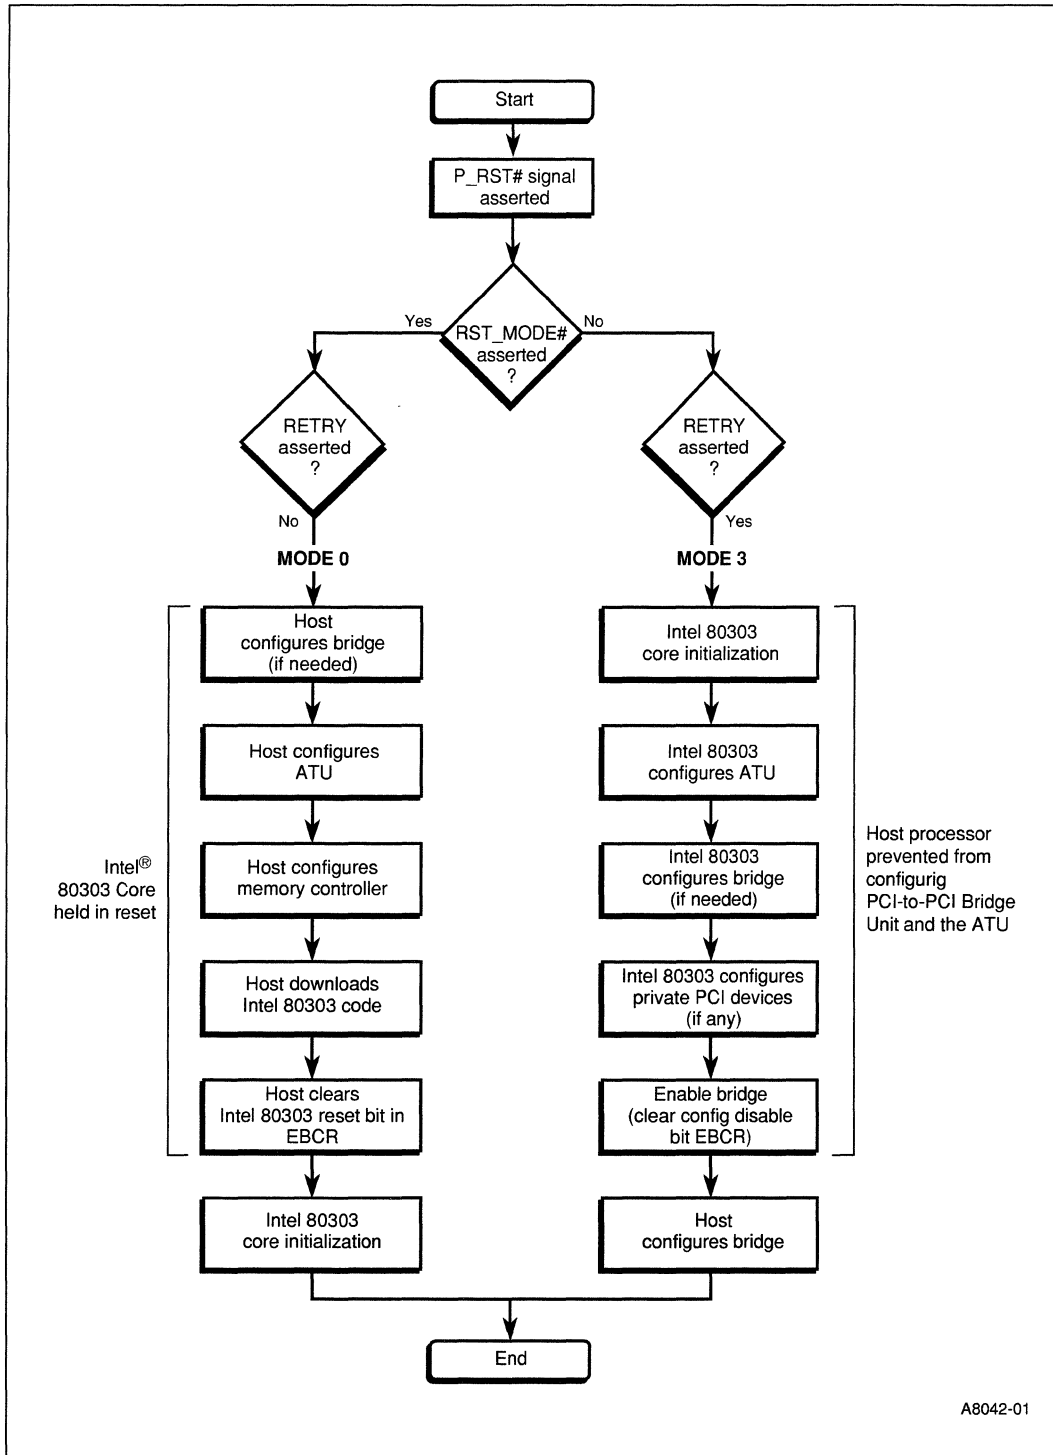 Start
P_RST# signal
asserted
Yes
RST_MODE#
asserted
?
No
RETRY
asserted
?
No
RETRY
asserted
?
Yes
MODE 0
Host
configures bridge
(if needed)
Host configures
ATU
Host configures
memory controller
Host downloads
Intel 80303 code
Host clears
Intel 80303 reset bit in
EBCR
Intel 80303
core initialization
Intel®
80303 Core
held in reset
MODE 3
Intel 80303
core initialization
Intel 80303
configures ATU
Intel 80303
configures bridge
(if needed)
Intel 80303 configures
private PCI devices
(if any)
Enable bridge
(clear config disable
bit EBCR)
Host
configures bridge
Host processor
prevented from
configurig
PCI-to-PCI Bridge
Unit and the ATU
End
A8042-01